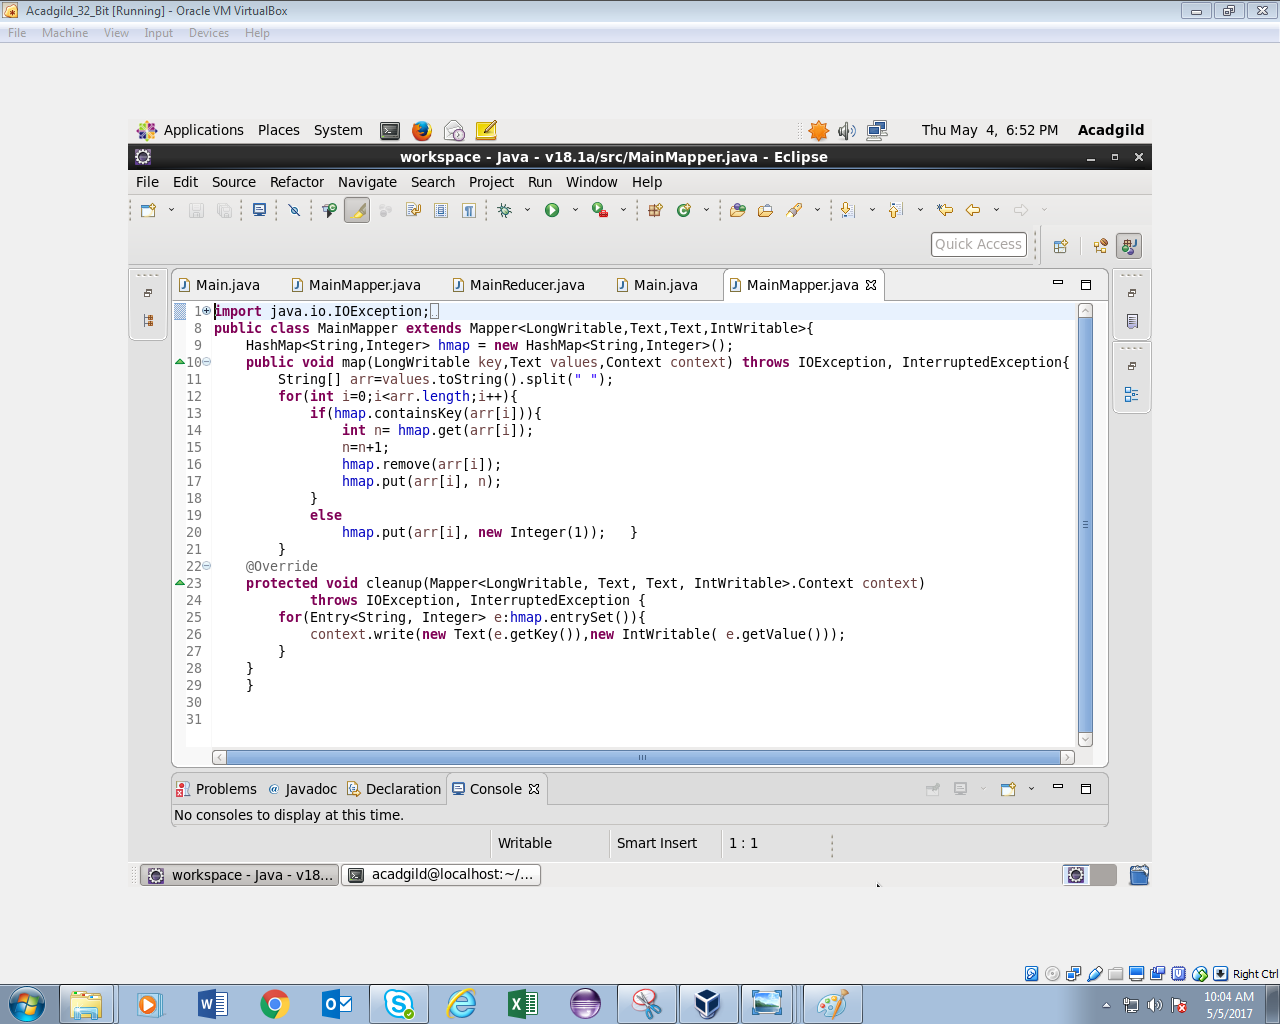 Acadgild_32_Bit [Running] - Oracle VM VirtualBox
File Machine View Input Devices Help
Applications Places System Thu May 4, 6:52 PM Acadgild
workspace - Java - v18.1a/src/MainMapper.java - Eclipse
File Edit Source Refactor Navigate Search Project Run Window Help
Quick Access
Main.java MainMapper.java MainReducer.java Main.java MainMapper.java
1 import java.io.IOException;
8 public class MainMapper extends Mapper<LongWritable,Text,Text,IntWritable>{
9 HashMap<String,Integer> hmap = new HashMap<String,Integer>();
10 public void map(LongWritable key,Text values,Context context) throws IOException, InterruptedException{
11 String[] arr=values.toString().split(" ");
12 for(int i=0;i<arr.length;i++){
13 if(hmap.containsKey(arr[i])){
14 int n= hmap.get(arr[i]);
15 n=n+1;
16 hmap.remove(arr[i]);
17 hmap.put(arr[i], n);
18 }
19 else
20 hmap.put(arr[i], new Integer(1)); }
21 }
22 @Override
23 protected void cleanup(Mapper<LongWritable, Text, Text, IntWritable>.Context context)
24 throws IOException, InterruptedException {
25 for(Entry<String, Integer> e:hmap.entrySet()){
26 context.write(new Text(e.getKey()),new IntWritable( e.getValue()));
27 }
28 }
29 }
30
31
Problems Javadoc Declaration Console
No consoles to display at this time.
Writable Smart Insert 1 : 1
workspace - Java - v18... acadgild@localhost:~/...
Right Ctrl
10:04 AM
5/5/2017